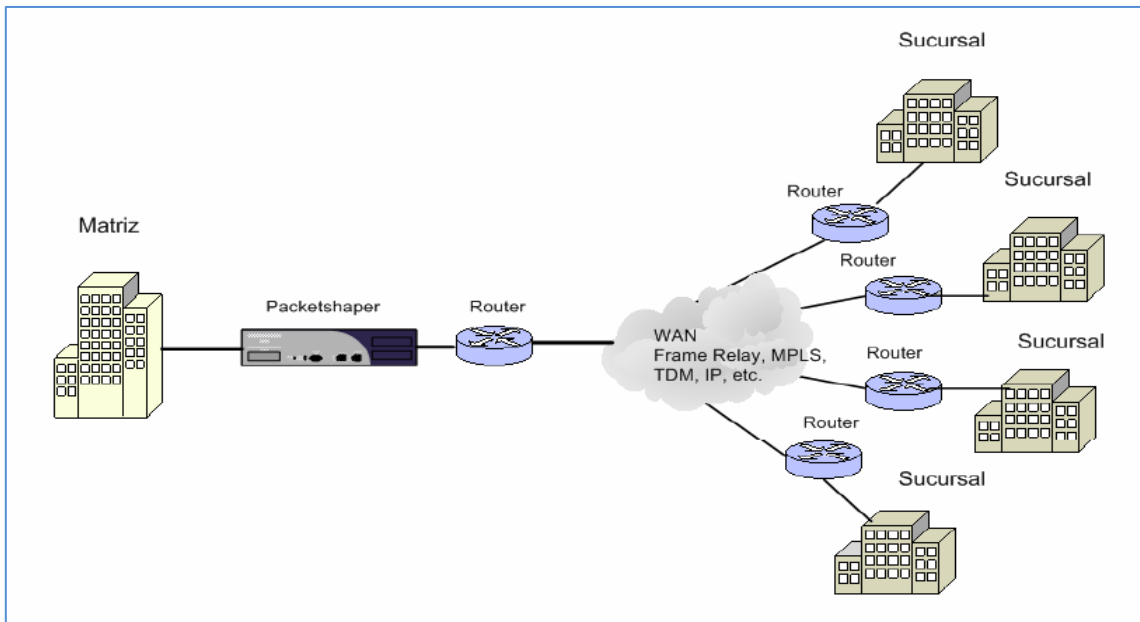 Sucursal
Router
Sucursal
Matriz
Router
Packetshaper
Router
WAN
Frame Relay, MPLS,
TDM, IP, etc.
Sucursal
Router
Router
Sucursal